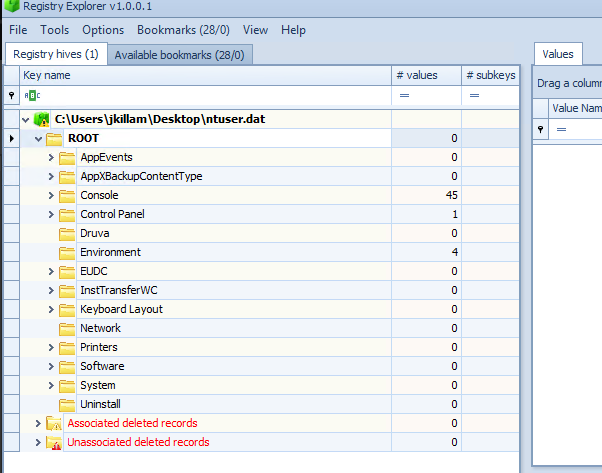 Registry Explorer v1.0.0.1
File Tools Options Bookmarks (28/0) View Help
Registry hives (1) Available bookmarks (28/0) Values
Key name # values # subkeys Drag a column
Value Nam
ABC = = =
C:\Users\jkillam\Desktop\ntuser.dat
ROOT 0
AppEvents 0
AppXBackupContentType 0
Console 45
Control Panel 1
Druva 0
Environment 4
EUDC 0
InstTransferWC 0
Keyboard Layout 0
Network 0
Printers 0
Software 0
System 0
Uninstall 0
Associated deleted records 0
Unassociated deleted records 0